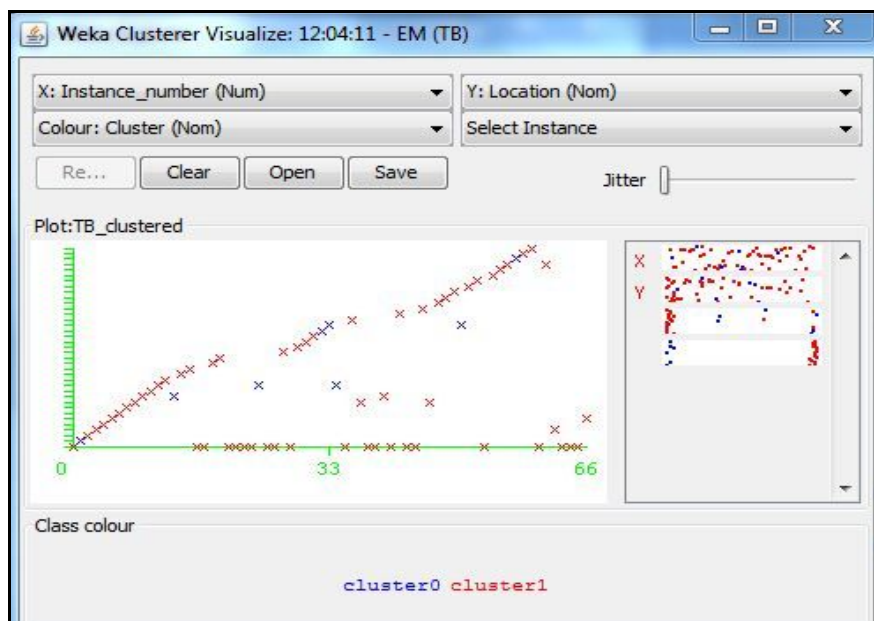 Weka Clusterer Visualize: 12:04:11 - EM (TB)
X: Instance_number (Num) Y: Location (Nom)
Colour: Cluster (Nom) Select Instance
Re... Clear Open Save Jitter
Plot:TB_clustered
X
Y
0 33 66
Class colour
cluster0 cluster1